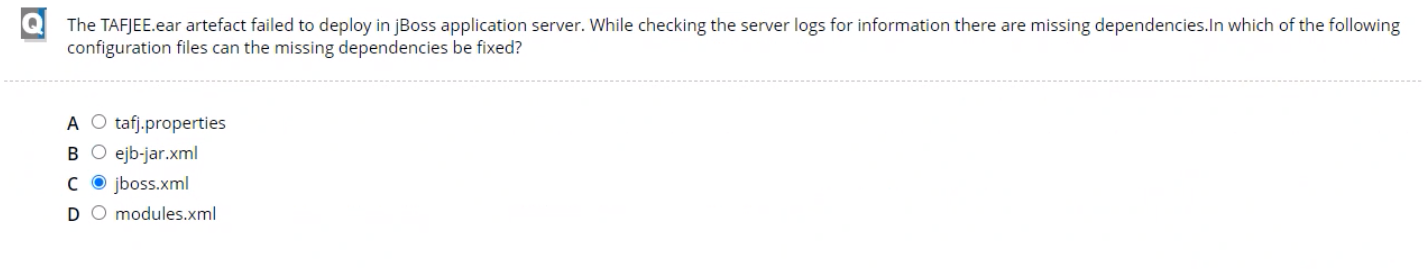 Q The TAFJEE.ear artefact failed to deploy in jBoss application server. While checking the server logs for information there are missing dependencies.In which of the following
configuration files can the missing dependencies be fixed?
A tafj.properties
B ejb-jar.xml
C jboss.xml
D modules.xml